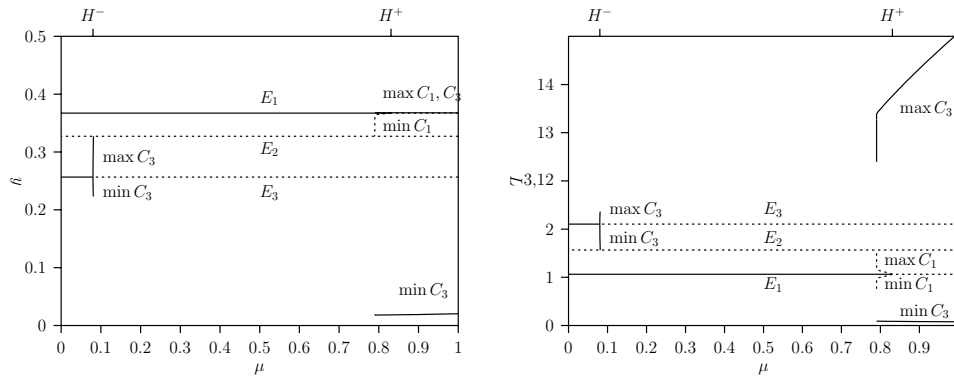 H⁻ H⁺
0.5
0.4
0.3
0.2
0.1
0
E₁
max C₁, C₃
min C₁
E₂
max C₃
min C₃
E₃
min C₃
y
0 0.1 0.2 0.3 0.4 0.5 0.6 0.7 0.8 0.9 1
μ
H⁻ H⁺
14
13
12
3,
2
1
0
max C₃
max C₃
E₃
min C₃
E₂
max C₁
E₁
min C₁
min C₃
0 0.1 0.2 0.3 0.4 0.5 0.6 0.7 0.8 0.9
μ